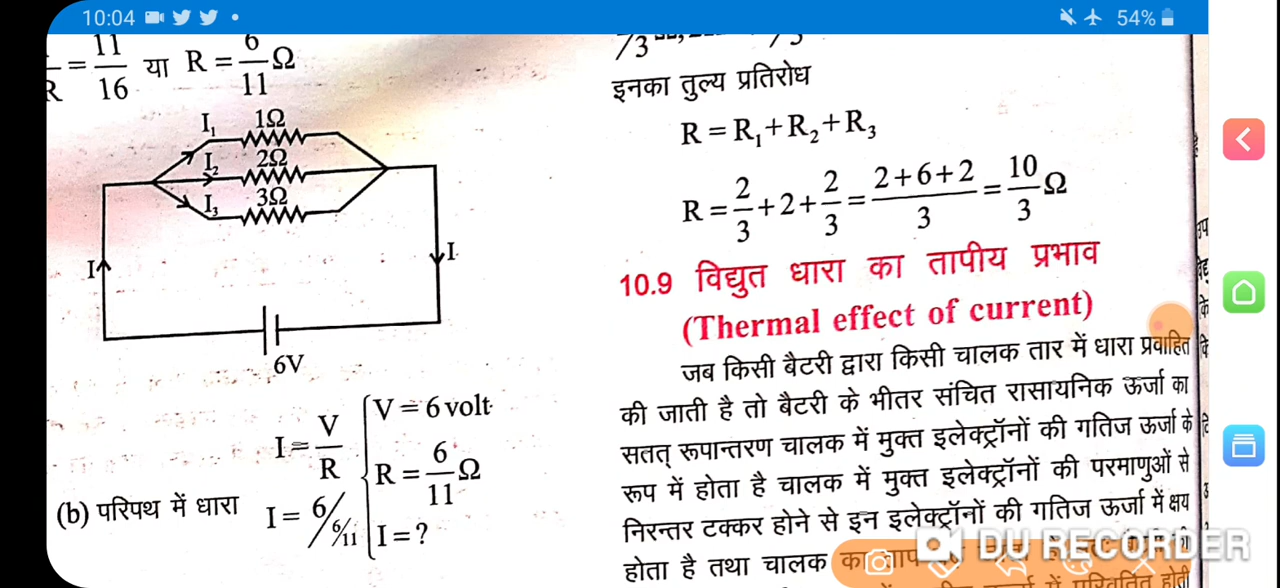 10:04
54%
= 11/16 या R = 6/11 Ω
R
I₁ 1Ω
I₂ 2Ω
I₃ 3Ω
I
I
6V
(b) परिपथ में धारा
I = V/R
I = 6/6/11
V = 6 volt
R = 6/11 Ω
I = ?
इनका तुल्य प्रतिरोध
R = R₁ + R₂ + R₃
R = 2/3 + 2 + 2/3 = 2+6+2/3 = 10/3 Ω
10.9 विद्युत धारा का तापीय प्रभाव
(Thermal effect of current)
जब किसी बैटरी द्वारा किसी चालक तार में धारा प्रवाहित
की जाती है तो बैटरी के भीतर संचित रासायनिक ऊर्जा का
सतत् रूपान्तरण चालक में मुक्त इलेक्ट्रॉनों की गतिज ऊर्जा के
रूप में होता है चालक में मुक्त इलेक्ट्रॉनों की परमाणुओं से
निरन्तर टक्कर होने से इन इलेक्ट्रॉनों की गतिज ऊर्जा में क्षय
होता है तथा चालक का ताप
DU RECORDER